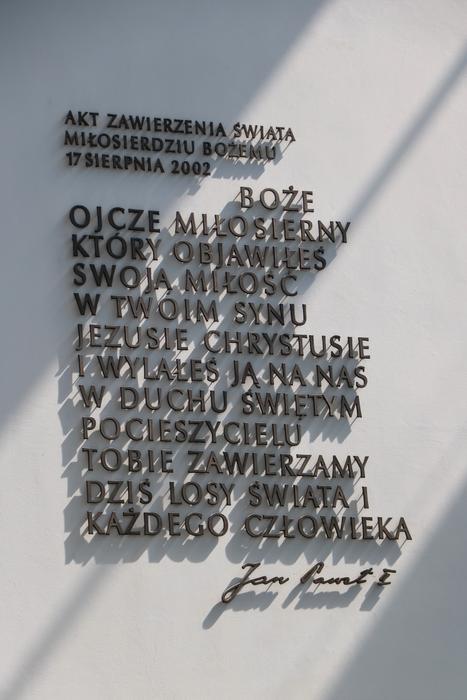 AKT ZAWIERZENIA ŚWIATA
MIŁOSIERDZIU BOŻEMU
17 SIERPNIA 2002
BOŻE
OJCZE MIŁOSIERNY
KTÓRY OBJAWIŁEŚ
SWOJĄ MIŁOŚĆ
W TWOIM SYNU
JEZUSIE CHRYSTUSIE
I WYLAŁEŚ JĄ NA NAS
W DUCHU ŚWIĘTYM
POCIESZYCIELU
TOBIE ZAWIERZAMY
DZIŚ LOSY ŚWIATA I
KAŻDEGO CZŁOWIEKA
Jan Paweł II